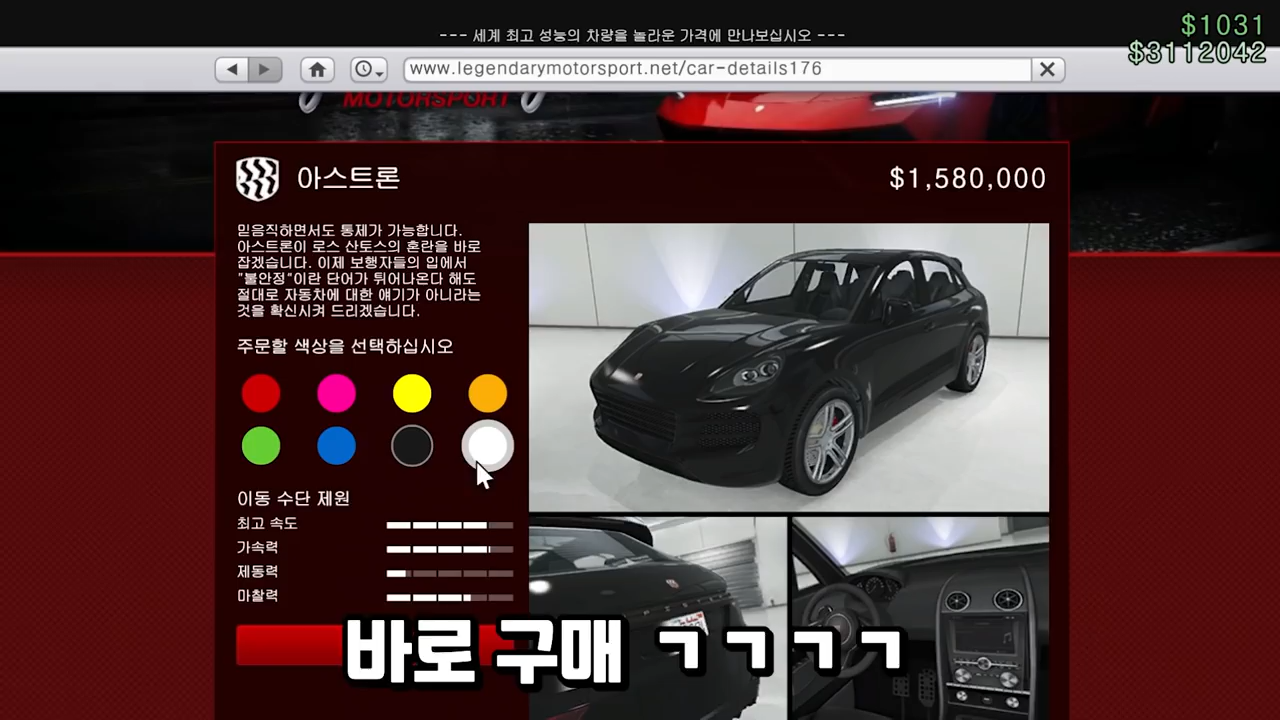 --- 세계 최고 성능의 차량을 놀라운 가격에 만나보십시오 ---
$1031
$3112042
www.legendarymotorsport.net/car-details176
MOTORSPORT
아스트론
$1,580,000
믿음직하면서도 통제가 가능합니다.
아스트론이 로스 산토스의 혼란을 바로
잡겠습니다. 이제 보행자들의 입에서
"불안정"이란 단어가 튀어나온다 해도
절대로 자동차에 대한 얘기가 아니라는
것을 확신시켜 드리겠습니다.
주문할 색상을 선택하십시오
이동 수단 제원
최고 속도
가속력
제동력
마찰력
바로 구매 ㄱㄱㄱㄱ